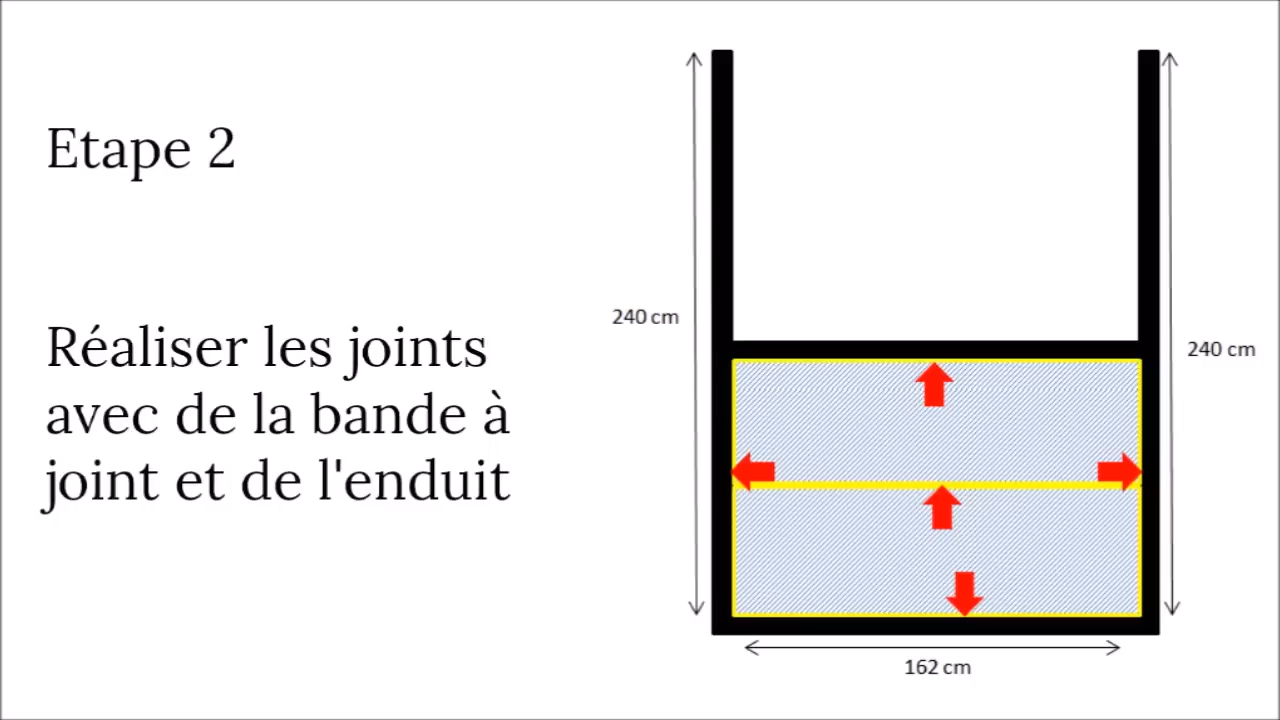 Etape 2
Réaliser les joints
avec de la bande à
joint et de l'enduit
240 cm
240 cm
162 cm